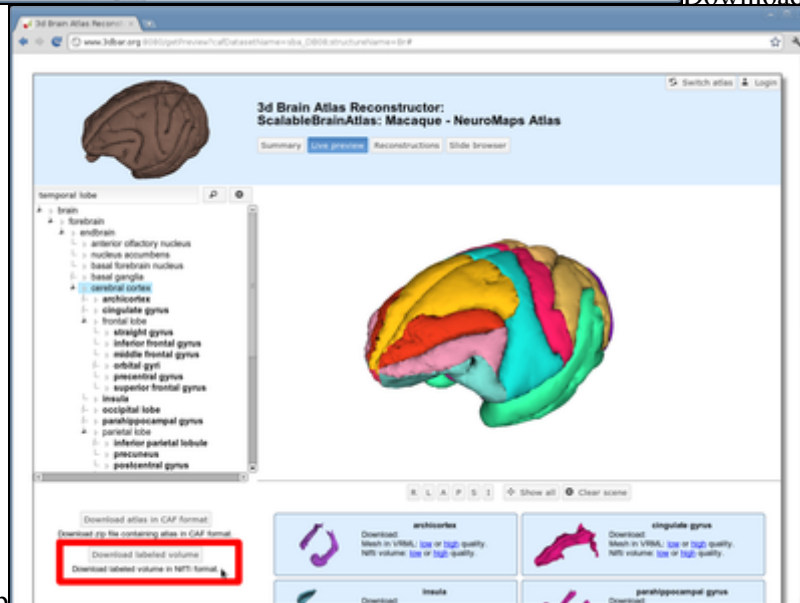 3d Brain Atlas Reconst
www.3dbar.org:8080/getPreview?cafDatasetName=sba_DB08;structureName=Br#
Switch atlas
Login
3d Brain Atlas Reconstructor:
ScalableBrainAtlas: Macaque - NeuroMaps Atlas
Summary
Live preview
Reconstructions
Slide browser
temporal lobe
brain
forebrain
endbrain
anterior olfactory nucleus
nucleus accumbens
basal forebrain nucleus
basal ganglia
cerebral cortex
archicortex
cingulate gyrus
frontal lobe
straight gyrus
inferior frontal gyrus
middle frontal gyrus
orbital gyri
precentral gyrus
superior frontal gyrus
insula
occipital lobe
parahippocampal gyrus
parietal lobe
inferior parietal lobule
precuneus
postcentral gyrus
R L A P S I Show all Clear scene
Download atlas in CAF format
Download zip file containing atlas in CAF format.
Download labeled volume
Download labeled volume in NIfTI format.
archicortex
Download:
Mesh in VRML: low or high quality.
Nifti volume: low or high quality.
cingulate gyrus
Download:
Mesh in VRML: low or high quality.
Nifti volume: low or high quality.
insula
Download:
parahippocampal gyrus
Download: